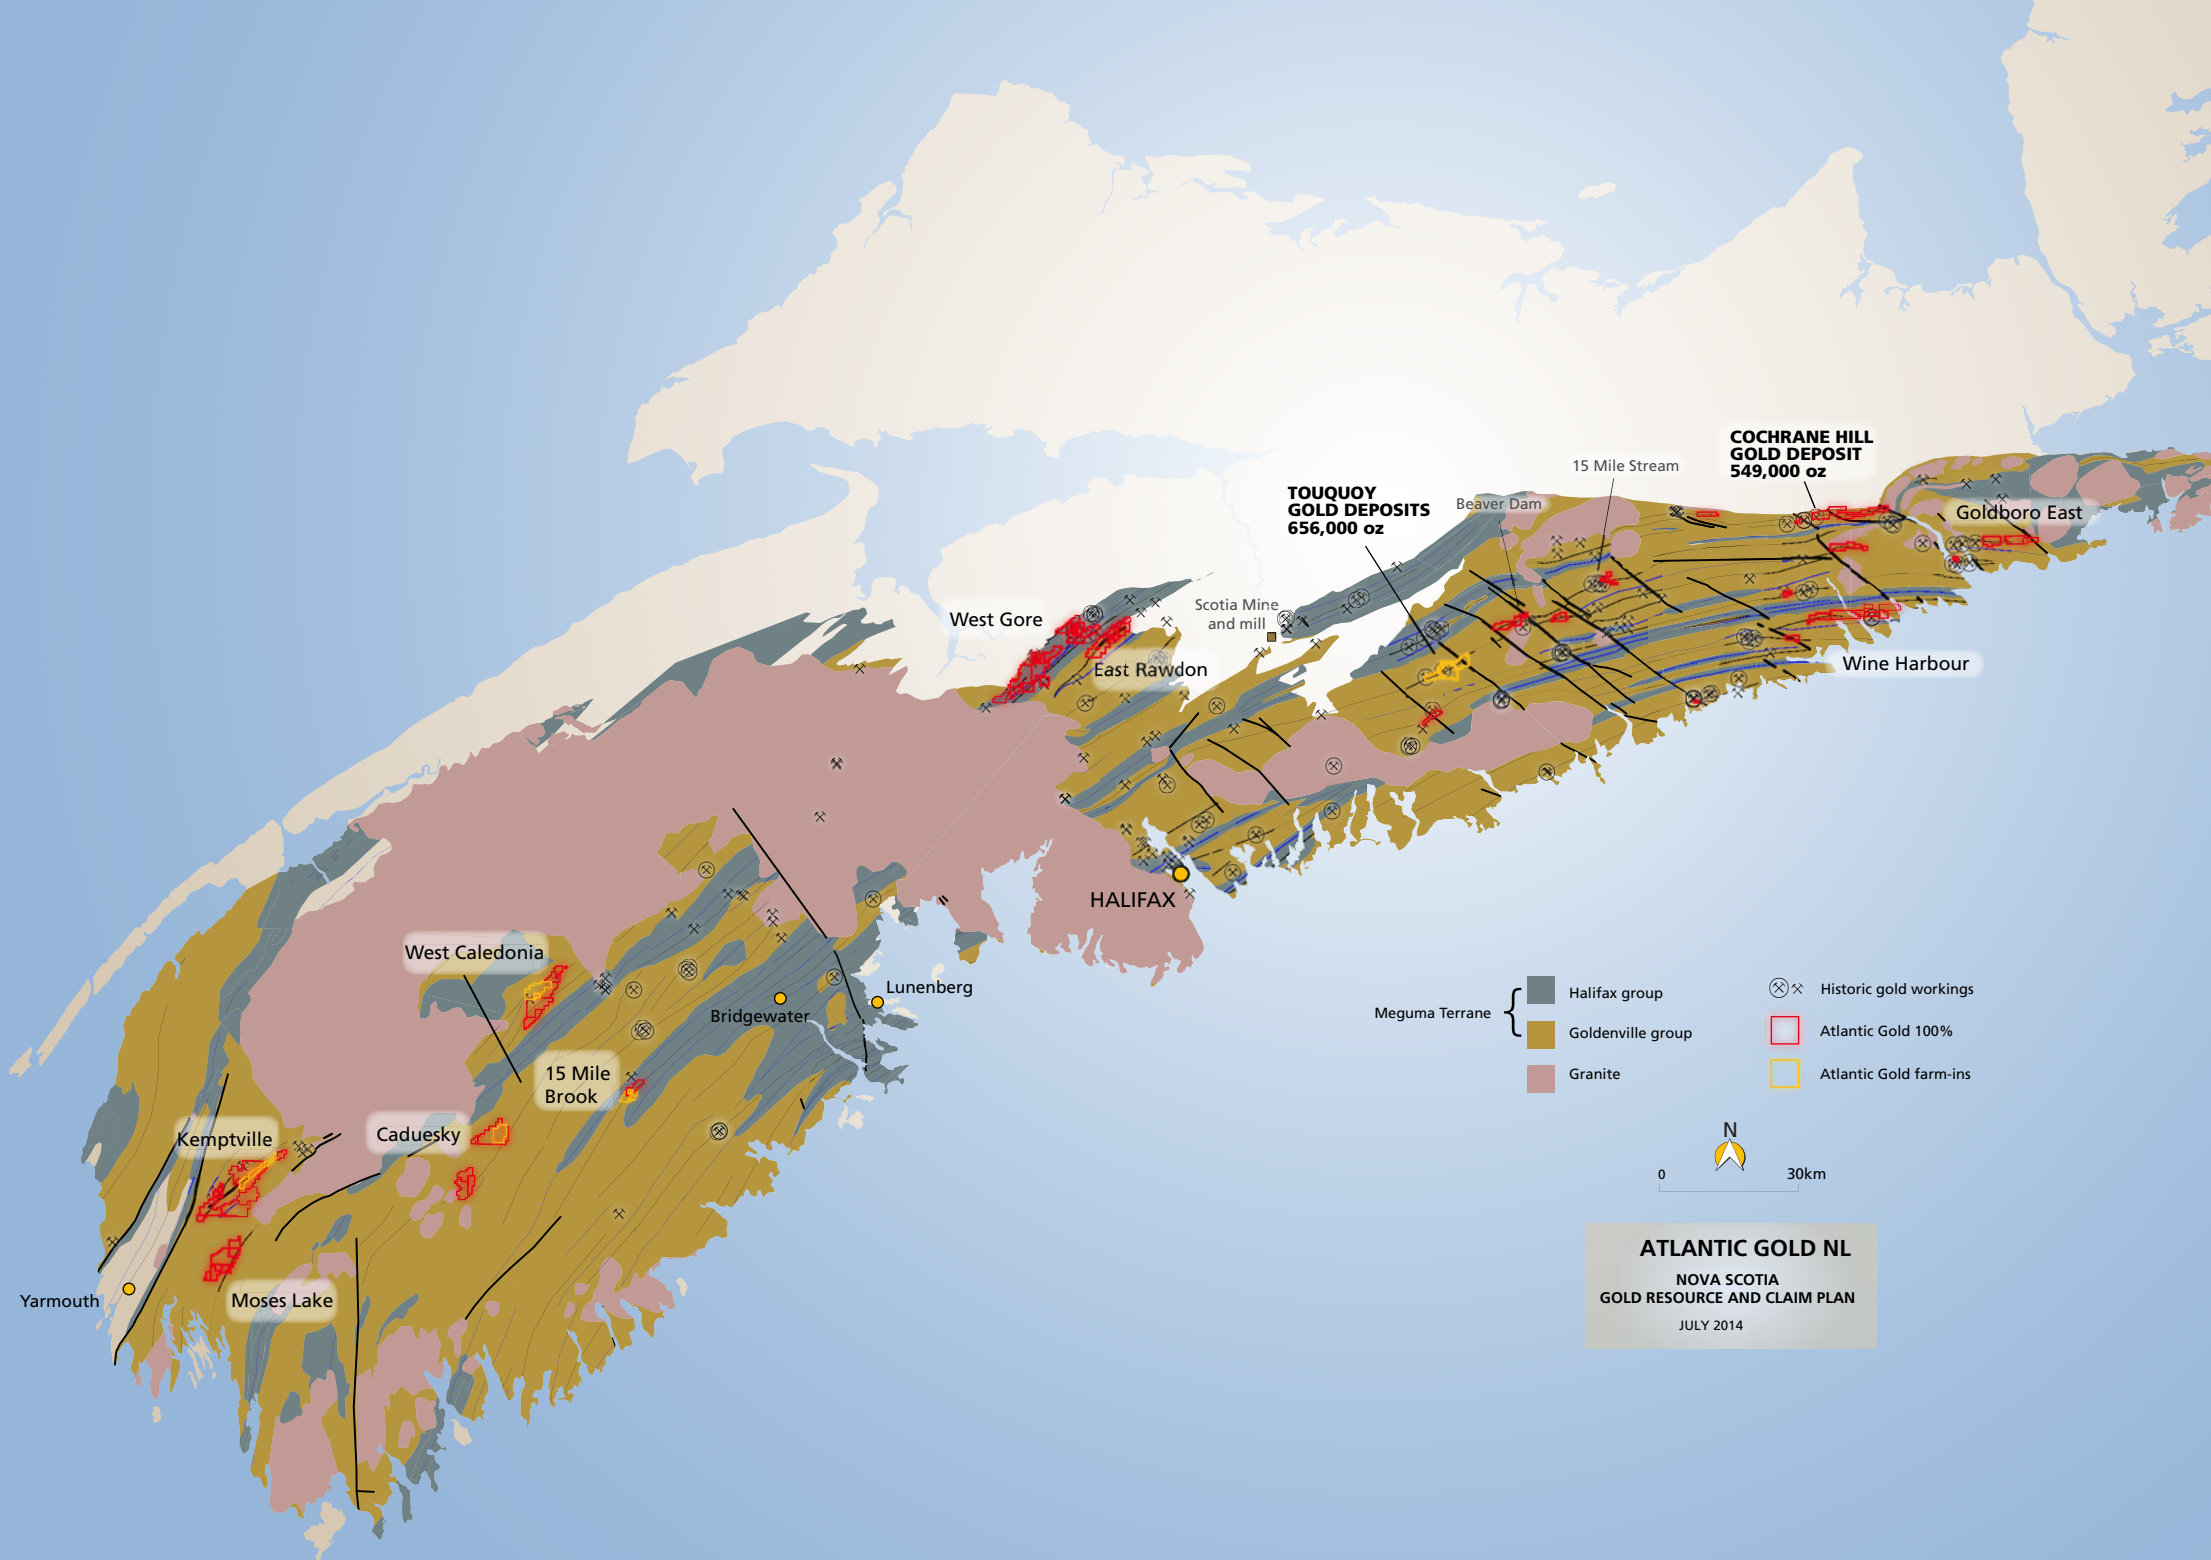 COCHRANE HILL
GOLD DEPOSIT
549,000 oz
15 Mile Stream
TOUQUOY
GOLD DEPOSITS
656,000 oz
Beaver Dam
Goldboro East
West Gore
Scotia Mine
and mill
East Rawdon
Wine Harbour
HALIFAX
West Caledonia
Lunenberg
Bridgewater
15 Mile
Brook
Caduesky
Kemptville
Yarmouth
Moses Lake
Meguma Terrane
Halifax group
Goldenville group
Granite
Historic gold workings
Atlantic Gold 100%
Atlantic Gold farm-ins
N
0 30km
ATLANTIC GOLD NL
NOVA SCOTIA
GOLD RESOURCE AND CLAIM PLAN
JULY 2014